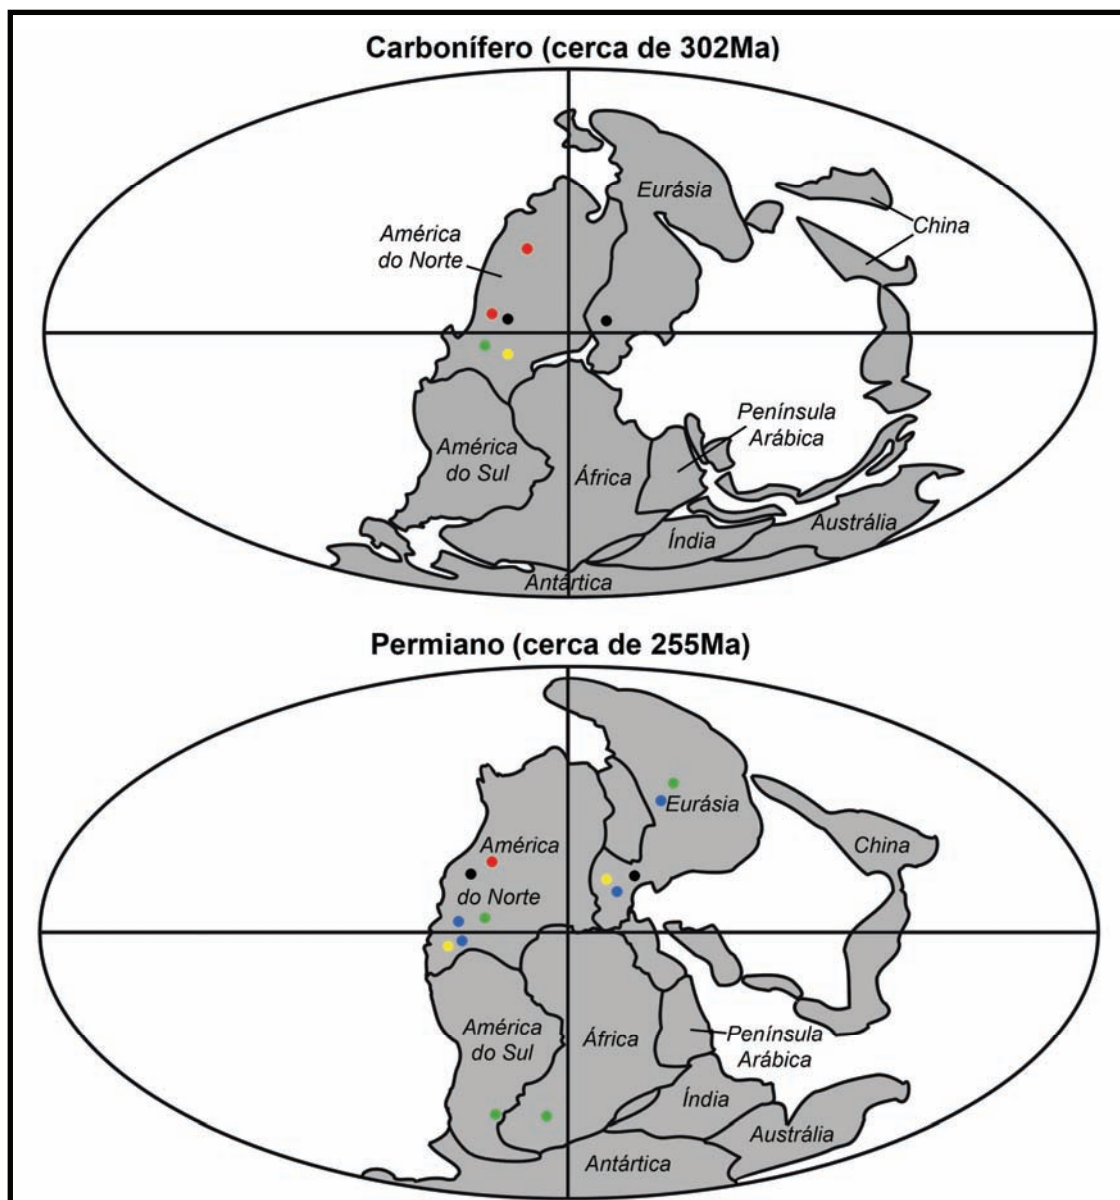 Carbonífero (cerca de 302Ma)
Eurásia
China
América
do Norte
Península
Arábica
América
do Sul
África
Austrália
Índia
Antártica
Permiano (cerca de 255Ma)
Eurásia
América
China
do Norte
América
do Sul
África
Península
Arábica
Índia
Austrália
Antártica